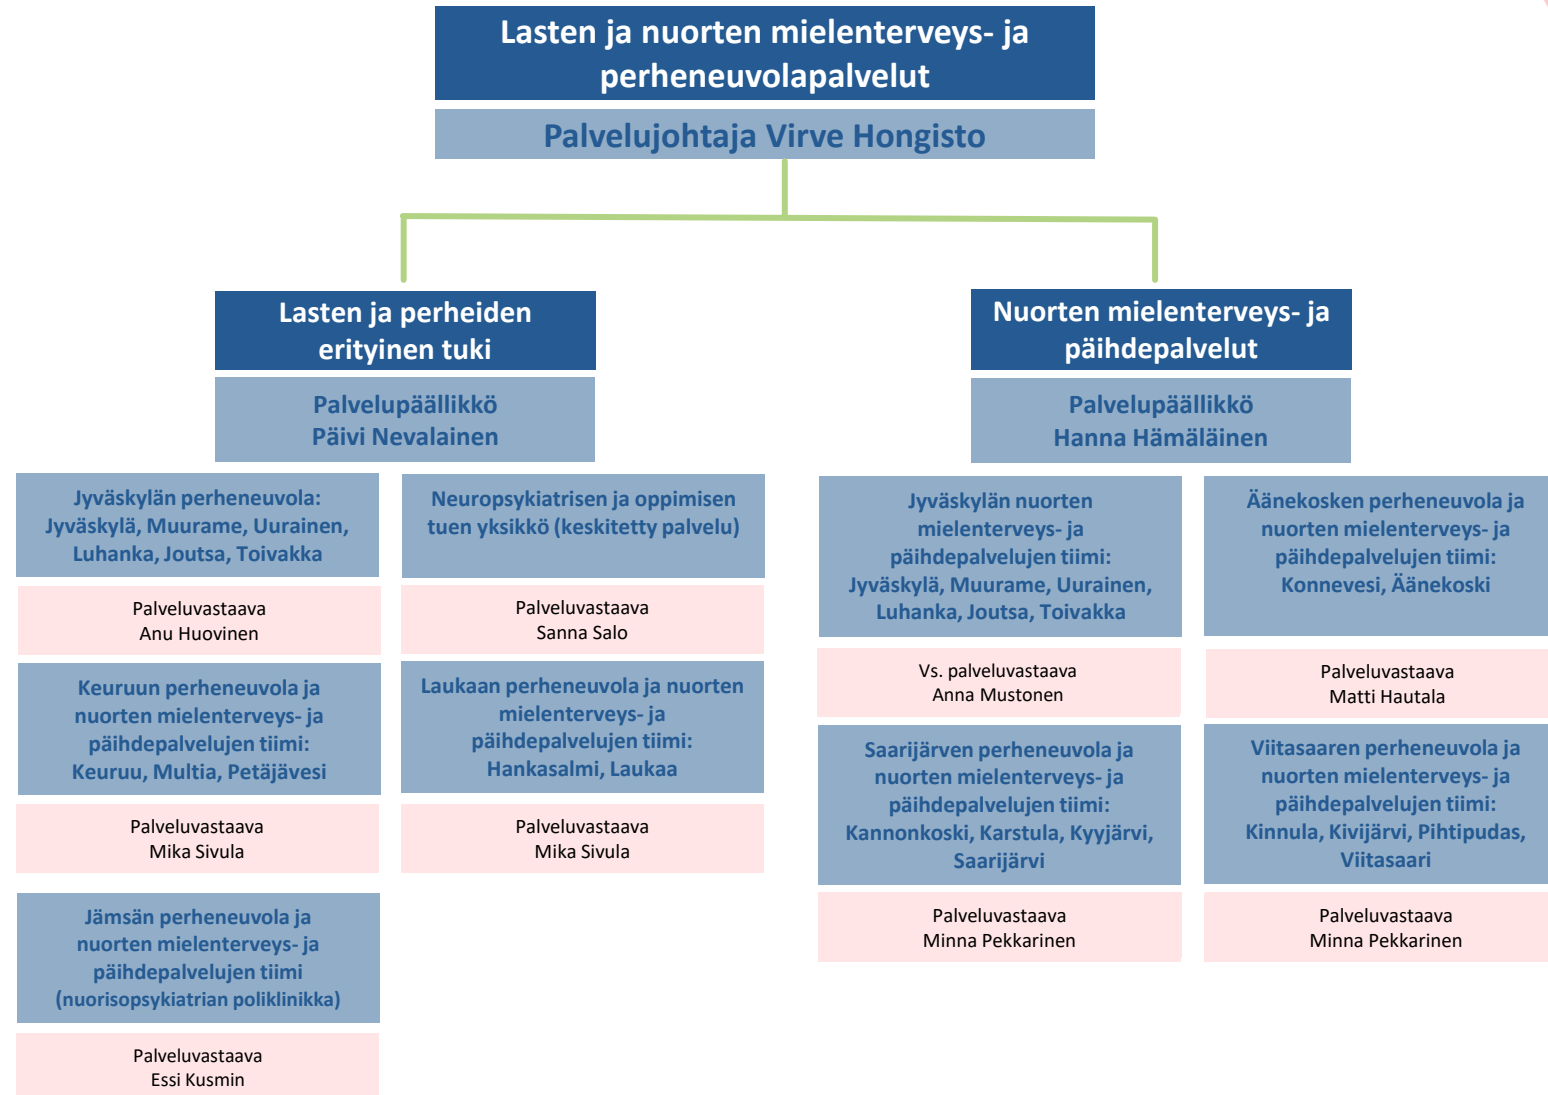 Lasten ja nuorten mielenterveys- ja
perheneuvolapalvelut
Palvelujohtaja Virve Hongisto
Lasten ja perheiden
erityinen tuki
Palvelupäällikkö
Päivi Nevalainen
Jyväskylän perheneuvola:
Jyväskylä, Muurame, Uurainen,
Luhanka, Joutsa, Toivakka
Palveluvastaava
Anu Huovinen
Neuropsykiatrisen ja oppimisen
tuen yksikkö (keskitetty palvelu)
Palveluvastaava
Sanna Salo
Keuruun perheneuvola ja
nuorten mielenterveys- ja
päihdepalvelujen tiimi:
Keuruu, Multia, Petäjävesi
Palveluvastaava
Mika Sivula
Laukaan perheneuvola ja nuorten
mielenterveys- ja
päihdepalvelujen tiimi:
Hankasalmi, Laukaa
Palveluvastaava
Mika Sivula
Jämsän perheneuvola ja
nuorten mielenterveys- ja
päihdepalvelujen tiimi
(nuorisopsykiatrian poliklinikka)
Palveluvastaava
Essi Kusmin
Nuorten mielenterveys- ja
päihdepalvelut
Palvelupäällikkö
Hanna Hämäläinen
Jyväskylän nuorten
mielenterveys- ja
päihdepalvelujen tiimi:
Jyväskylä, Muurame, Uurainen,
Luhanka, Joutsa, Toivakka
Vs. palveluvastaava
Anna Mustonen
Äänekosken perheneuvola ja
nuorten mielenterveys- ja
päihdepalvelujen tiimi:
Konnevesi, Äänekoski
Palveluvastaava
Matti Hautala
Saarijärven perheneuvola ja
nuorten mielenterveys- ja
päihdepalvelujen tiimi:
Kannonkoski, Karstula, Kyyjärvi,
Saarijärvi
Palveluvastaava
Minna Pekkarinen
Viitasaaren perheneuvola ja
nuorten mielenterveys- ja
päihdepalvelujen tiimi:
Kinnula, Kivijärvi, Pihtipudas,
Viitasaari
Palveluvastaava
Minna Pekkarinen